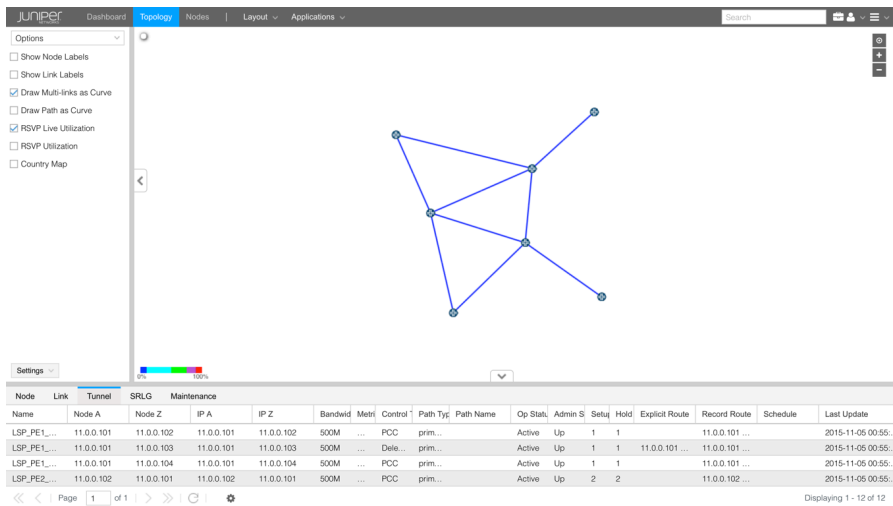 JUNIPER NETWORKS Dashboard Topology Nodes | Layout Applications Search
Options
Show Node Labels
Show Link Labels
Draw Multi-links as Curve
Draw Path as Curve
RSVP Live Utilization
RSVP Utilization
Country Map
Settings
0% 100%
Node Link Tunnel SRLG Maintenance
Name Node A Node Z IP A IP Z Bandwid Metri Control T Path Typ Path Name Op Statu Admin S Setup Hold Explicit Route Record Route Schedule Last Update
LSP_PE1_... 11.0.0.101 11.0.0.102 11.0.0.101 11.0.0.102 500M ... PCC prim... Active Up 1 1 11.0.0.101 ... 2015-11-05 00:55:..
LSP_PE1_... 11.0.0.101 11.0.0.103 11.0.0.101 11.0.0.103 500M ... Dele... prim... Active Up 1 1 11.0.0.101 ... 11.0.0.101 ... 2015-11-05 00:55:..
LSP_PE1_... 11.0.0.101 11.0.0.104 11.0.0.101 11.0.0.104 500M ... PCC prim... Active Up 1 1 11.0.0.101 ... 2015-11-05 00:55:..
LSP_PE2_... 11.0.0.102 11.0.0.101 11.0.0.102 11.0.0.101 500M ... PCC prim... Active Up 2 2 11.0.0.102 ... 2015-11-05 00:55:..
Page 1 of 1 Displaying 1 - 12 of 12